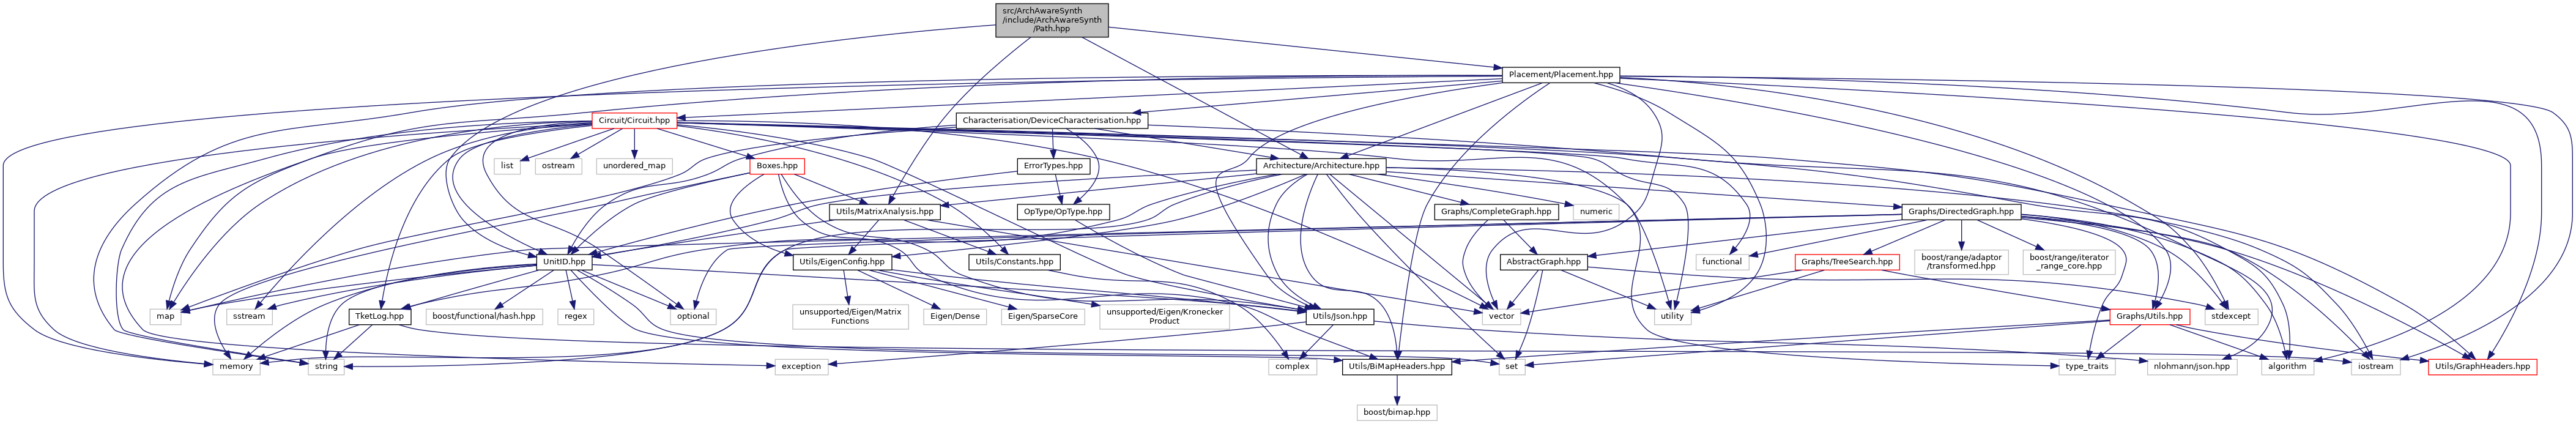 src/ArchAwareSynth
/include/ArchAwareSynth
/Path.hpp
Placement/Placement.hpp
Circuit/Circuit.hpp
Characterisation/DeviceCharacterisation.hpp
list
ostream
unordered_map
Boxes.hpp
ErrorTypes.hpp
Architecture/Architecture.hpp
Utils/MatrixAnalysis.hpp
OpType/OpType.hpp
Graphs/CompleteGraph.hpp
numeric
Graphs/DirectedGraph.hpp
UnitID.hpp
Utils/EigenConfig.hpp
Utils/Constants.hpp
AbstractGraph.hpp
functional
Graphs/TreeSearch.hpp
boost/range/adaptor
/transformed.hpp
boost/range/iterator
_range_core.hpp
map
sstream
TketLog.hpp
boost/functional/hash.hpp
regex
optional
unsupported/Eigen/Matrix
Functions
Eigen/Dense
Eigen/SparseCore
unsupported/Eigen/Kronecker
Product
Utils/Json.hpp
vector
utility
Graphs/Utils.hpp
stdexcept
memory
string
exception
complex
Utils/BiMapHeaders.hpp
set
type_traits
nlohmann/json.hpp
algorithm
iostream
Utils/GraphHeaders.hpp
boost/bimap.hpp